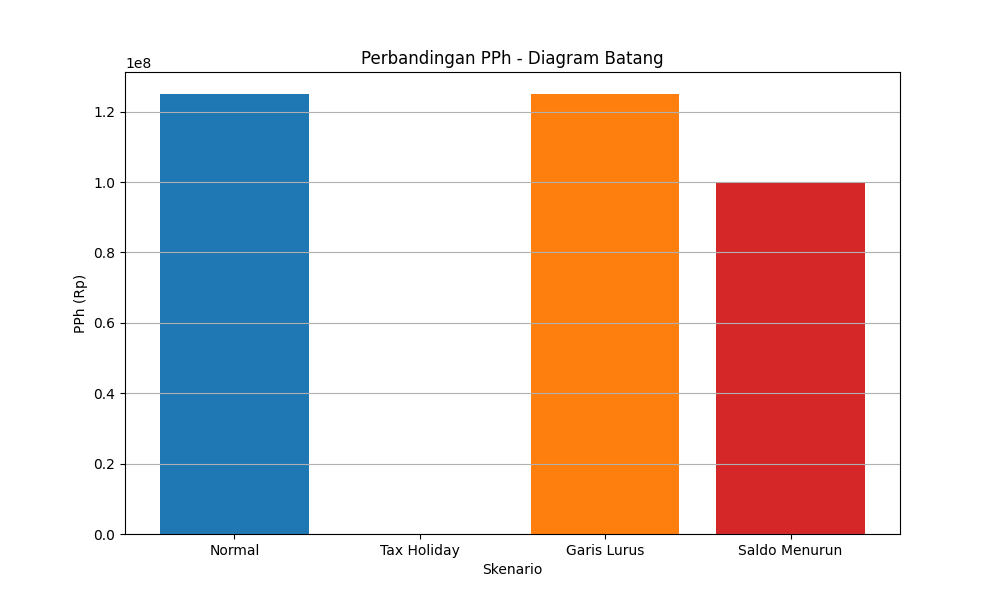 Perbandingan PPh - Diagram Batang
1e8
1.2
1.0
0.8
0.6
0.4
0.2
0.0
PPh (Rp)
Normal Tax Holiday Garis Lurus Saldo Menurun
Skenario